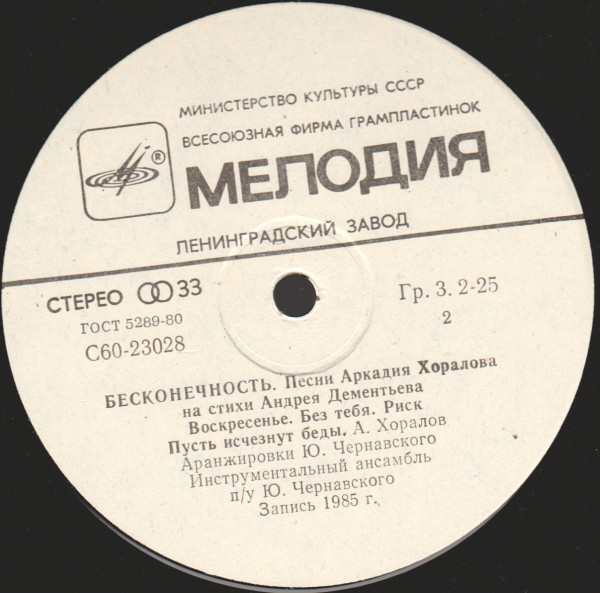 МИНИСТЕРСТВО КУЛЬТУРЫ СССР
ВСЕСОЮЗНАЯ ФИРМА ГРАМПЛАСТИНОК
®
МЕЛОДИЯ
ЛЕНИНГРАДСКИЙ ЗАВОД
СТЕРЕО 33
Гр. 3. 2-25
ГОСТ 5289-80
2
С60-23028
БЕСКОНЕЧНОСТЬ. Песни Аркадия Хоралова
на стихи Андрея Дементьева
Воскресенье. Без тебя. Риск
Пусть исчезнут беды. А. Хоралов
Аранжировки Ю. Чернавского
Инструментальный ансамбль
п/у Ю. Чернавского
Запись 1985 г.